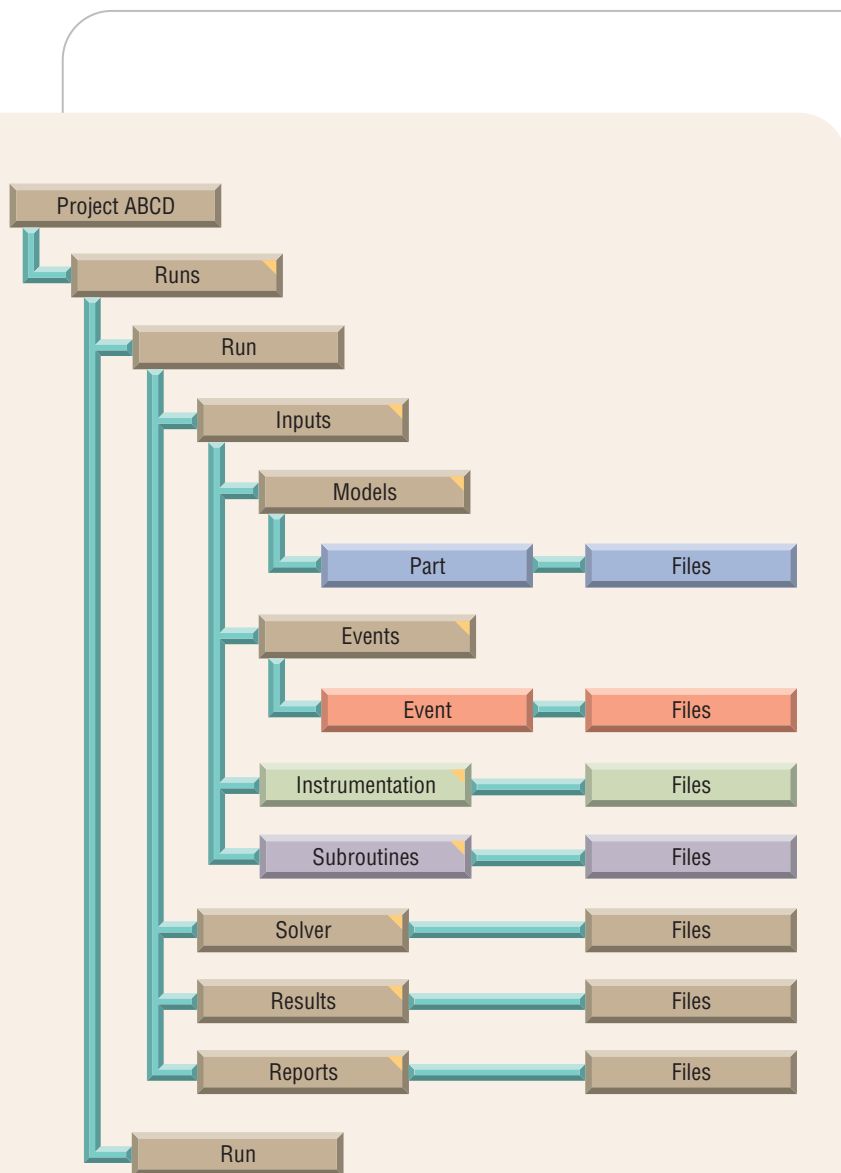 Project ABCD
Runs
Run
Inputs
Models
Part Files
Events
Event Files
Instrumentation Files
Subroutines Files
Solver Files
Results Files
Reports Files
Run